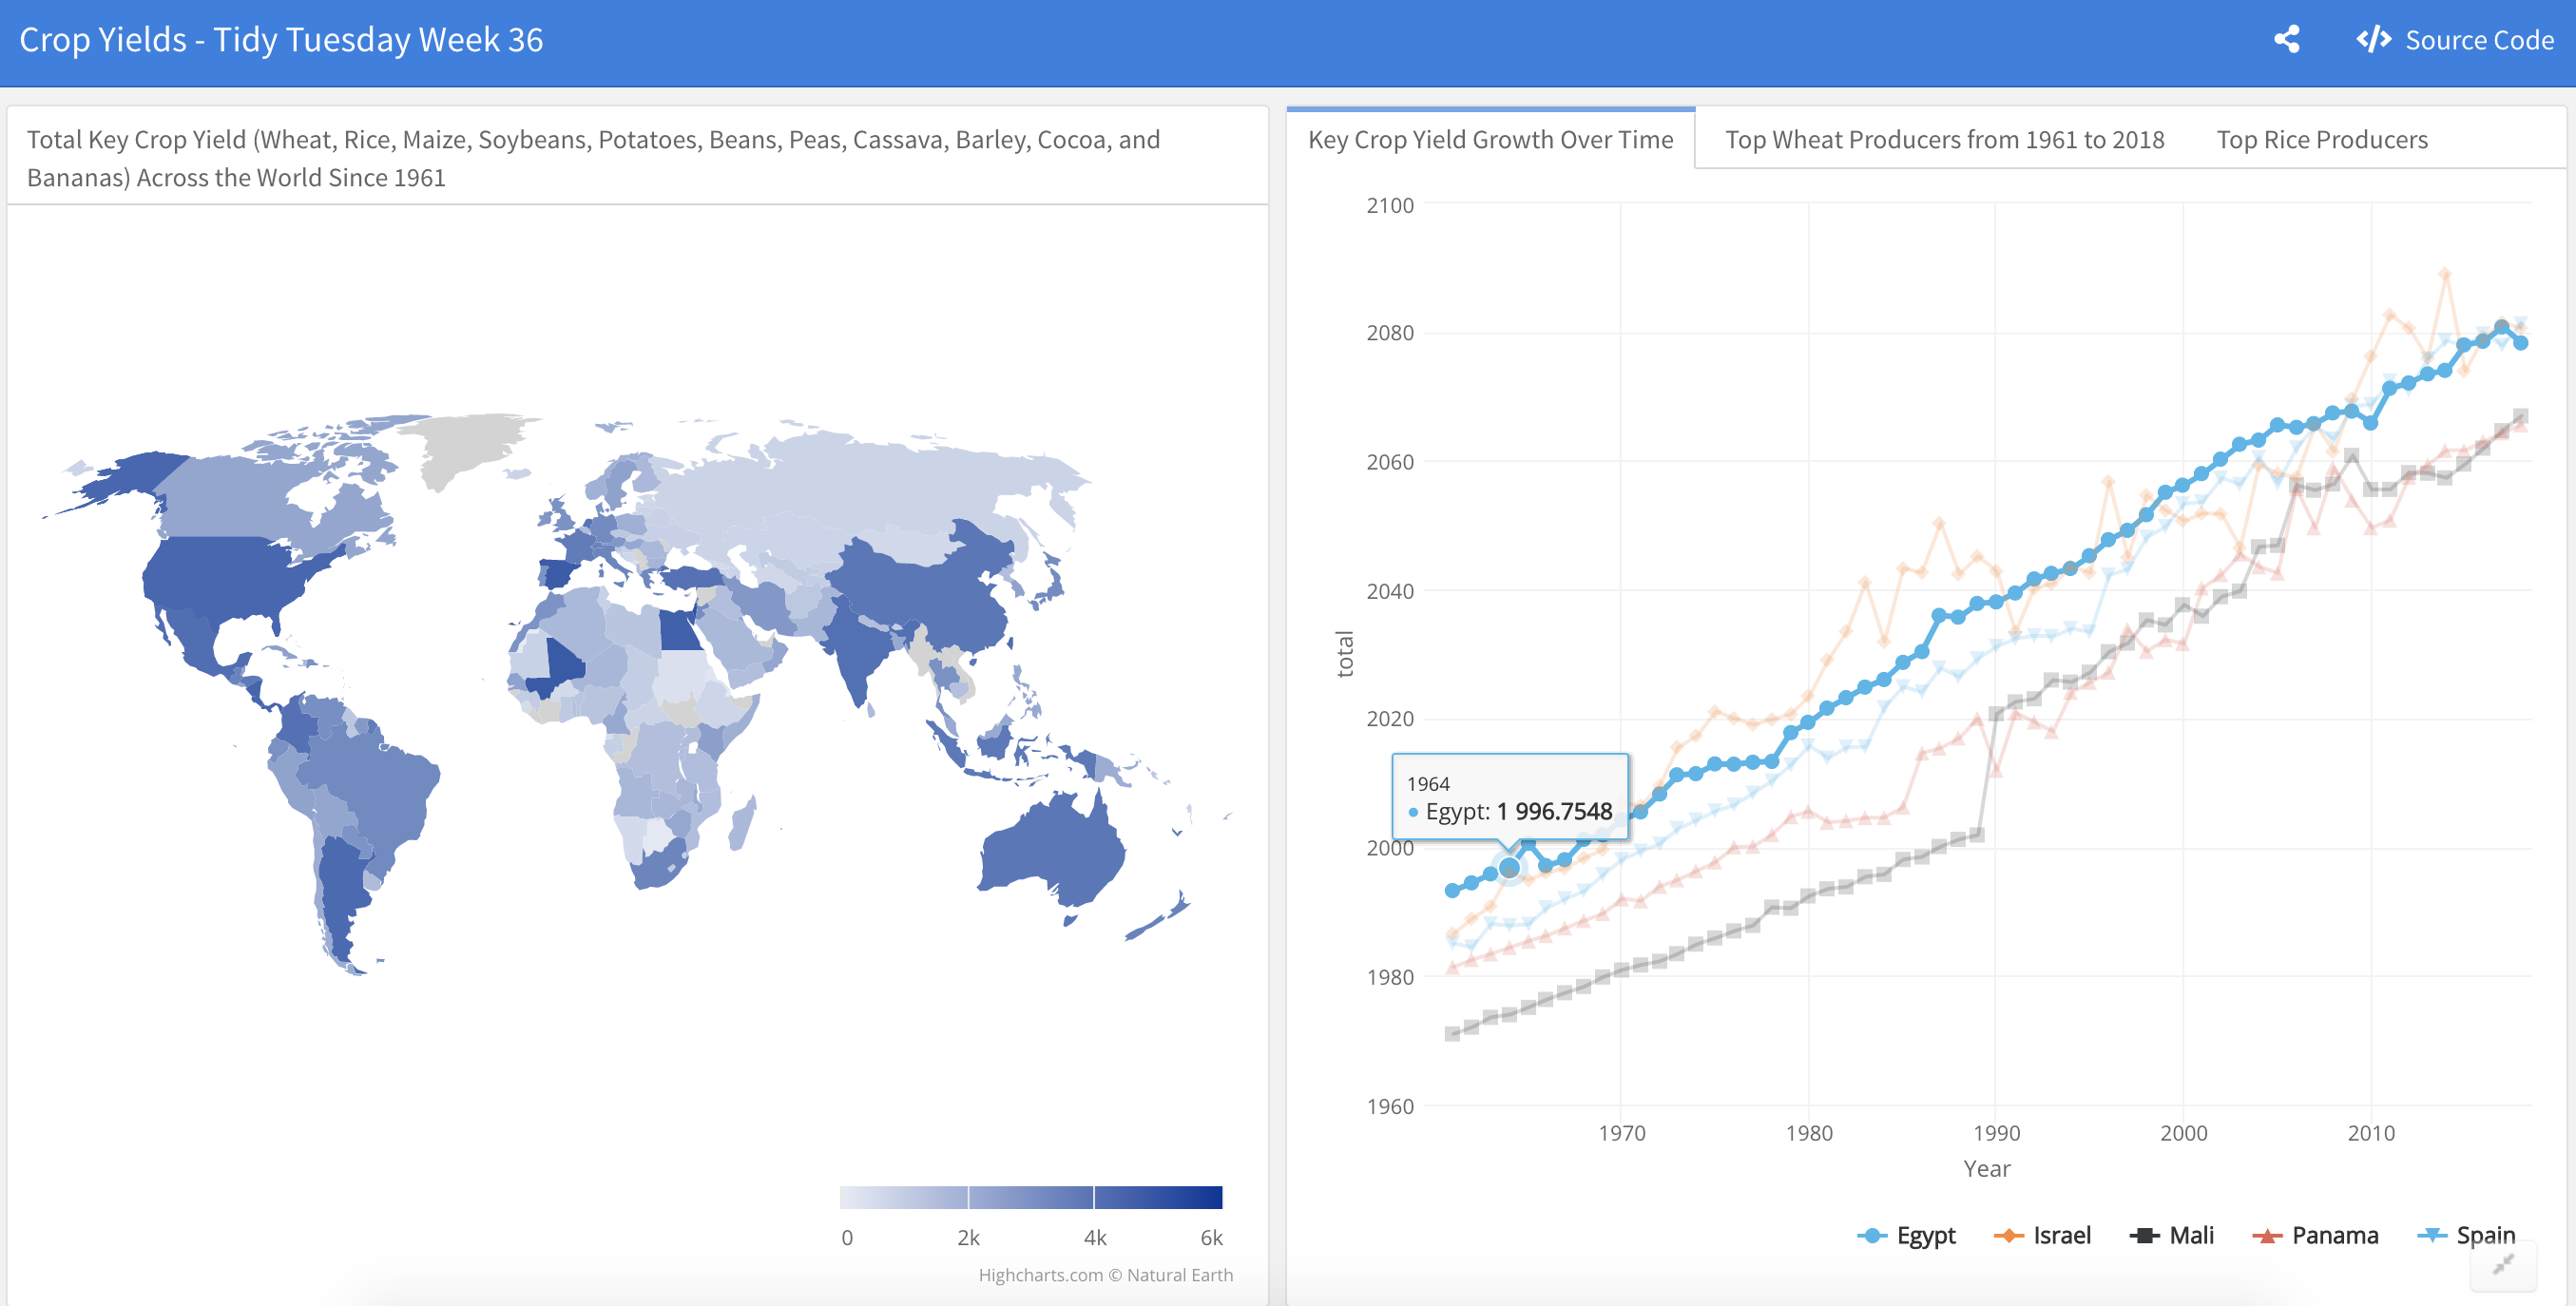 Crop Yields - Tidy Tuesday Week 36
Source Code
Total Key Crop Yield (Wheat, Rice, Maize, Soybeans, Potatoes, Beans, Peas, Cassava, Barley, Cocoa, and
Bananas) Across the World Since 1961
0 2k 4k 6k
Highcharts.com © Natural Earth
Key Crop Yield Growth Over Time
Top Wheat Producers from 1961 to 2018
Top Rice Producers
2100
2080
2060
2040
2020
2000
1980
1960
total
1964
Egypt: 1 996.7548
1970 1980 1990 2000 2010
Year
Egypt Israel Mali Panama Spain